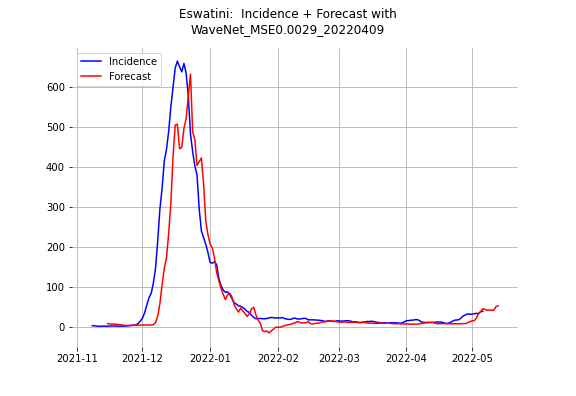 Eswatini:  Incidence + Forecast with
WaveNet_MSE0.0029_20220409
Incidence
Forecast
600
500
400
300
200
100
0
2021-11 2021-12 2022-01 2022-02 2022-03 2022-04 2022-05